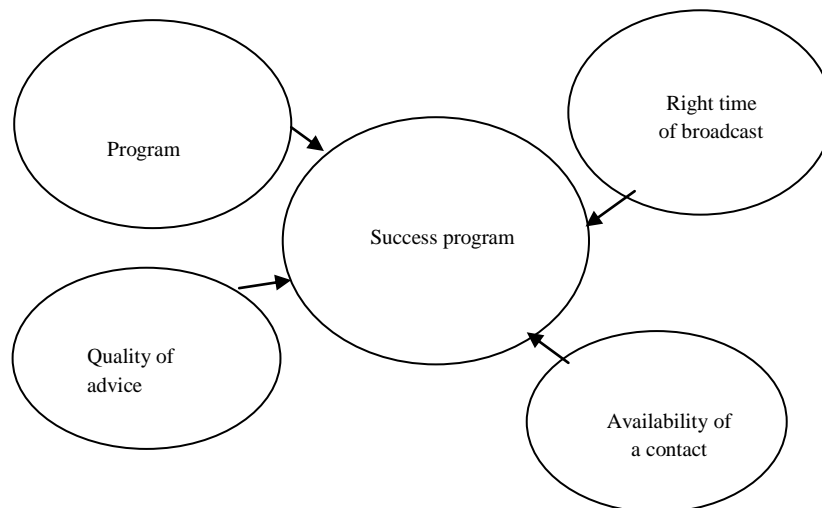 Program
Right time
of broadcast
Success program
Quality of
advice
Availability of
a contact